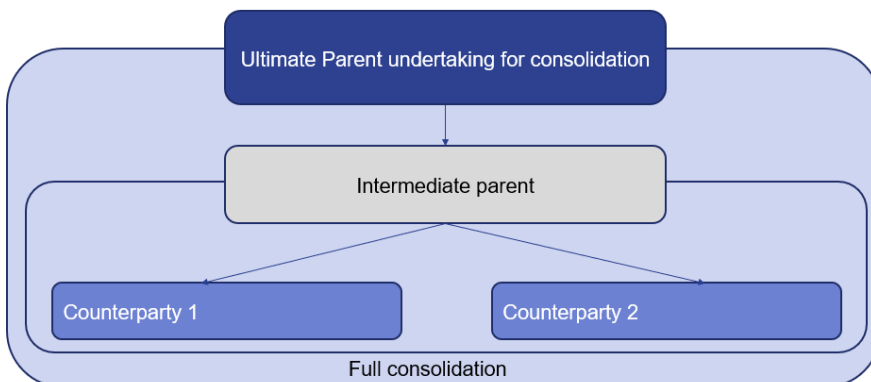 Ultimate Parent undertaking for consolidation
Intermediate parent
Counterparty 1
Counterparty 2
Full consolidation